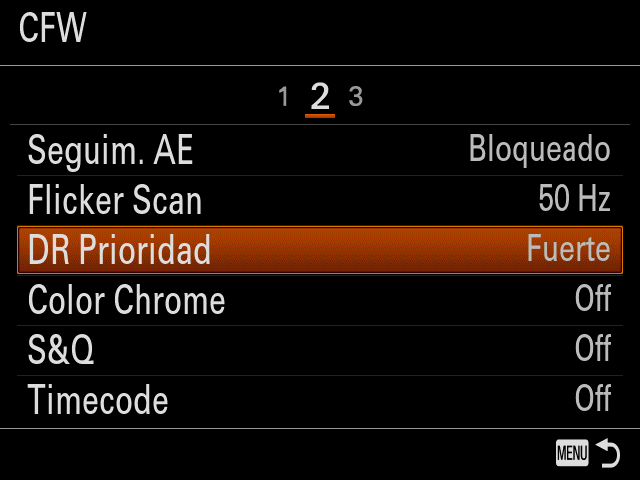 CFW
1 2 3
Seguim. AE Bloqueado
Flicker Scan 50 Hz
DR Prioridad Fuerte
Color Chrome Off
S&Q Off
Timecode Off
MENU